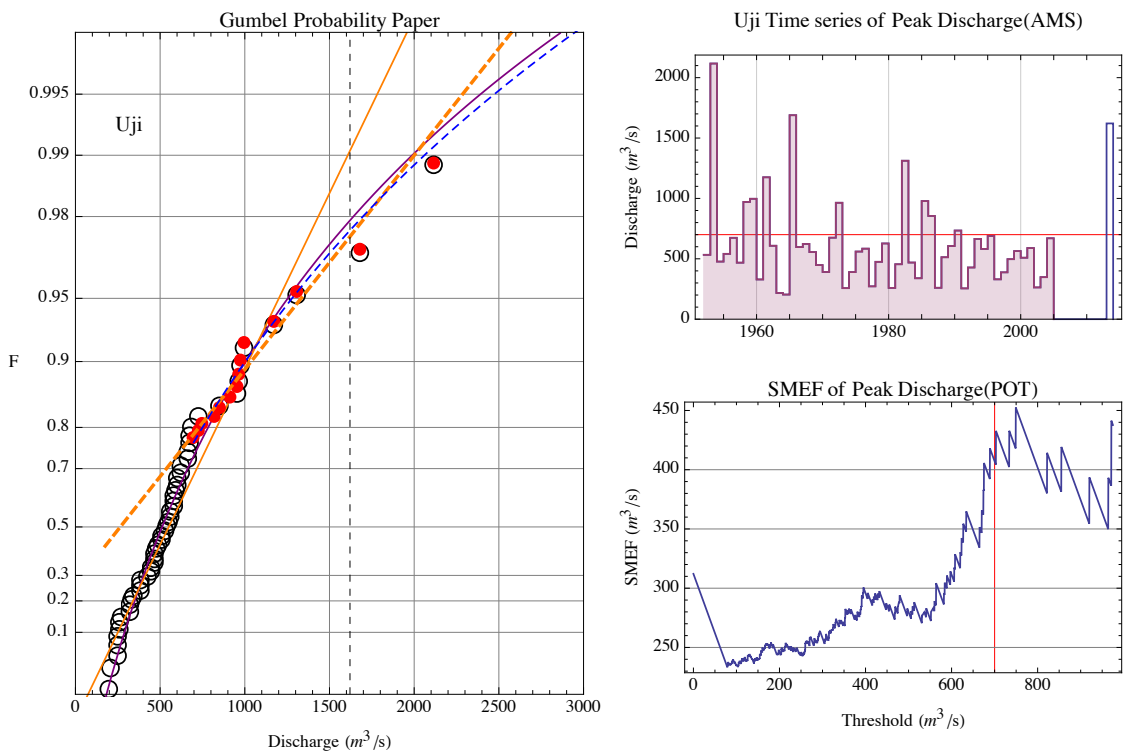 Gumbel Probability Paper
0.995
0.99
0.98
0.95
0.9
0.8
0.7
0.5
0.3
0.2
0.1
F
Uji
0 500 1000 1500 2000 2500 3000
Discharge (m³/s)
Uji Time series of Peak Discharge(AMS)
2000
1500
1000
500
0
Discharge (m³/s)
1960 1980 2000
SMEF of Peak Discharge(POT)
450
400
350
300
250
SMEF (m³/s)
0 200 400 600 800
Threshold (m³/s)